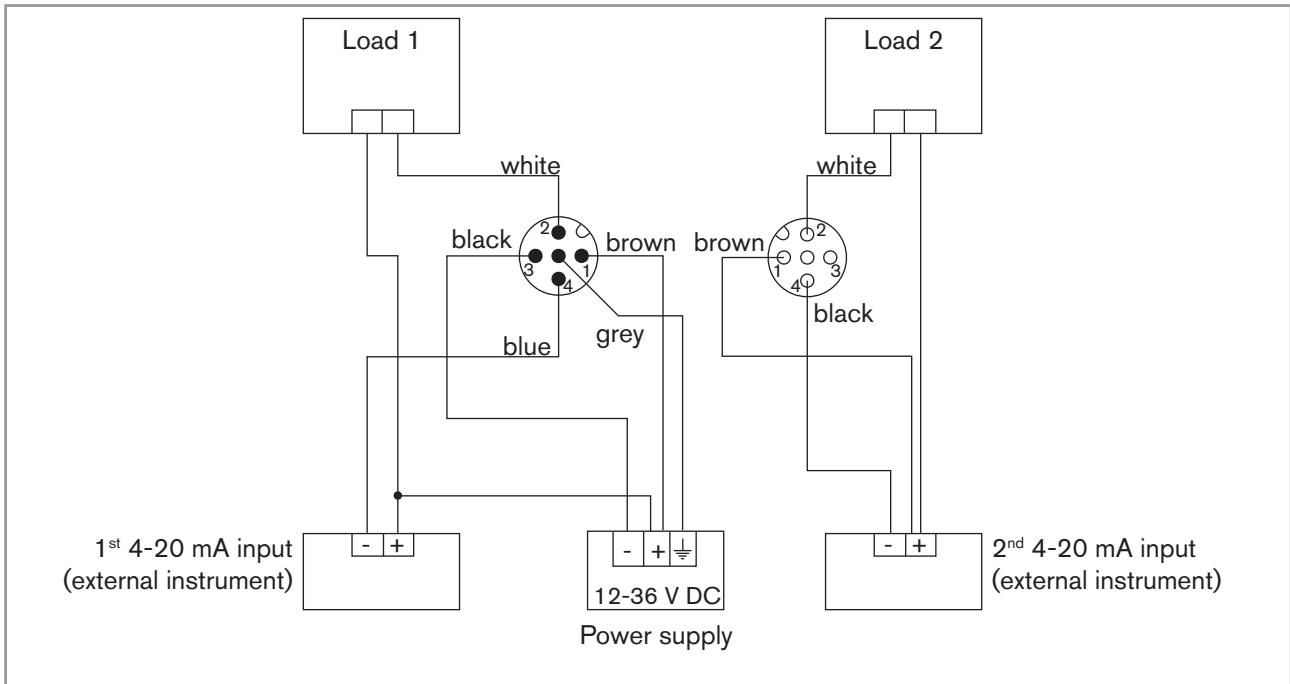 Load 1
Load 2
white
white
2
2
black
brown
brown
3
1
1
3
4
4
black
grey
blue
1st 4-20 mA input
(external instrument)
- +
- +
12-36 V DC
Power supply
- +
2nd 4-20 mA input
(external instrument)